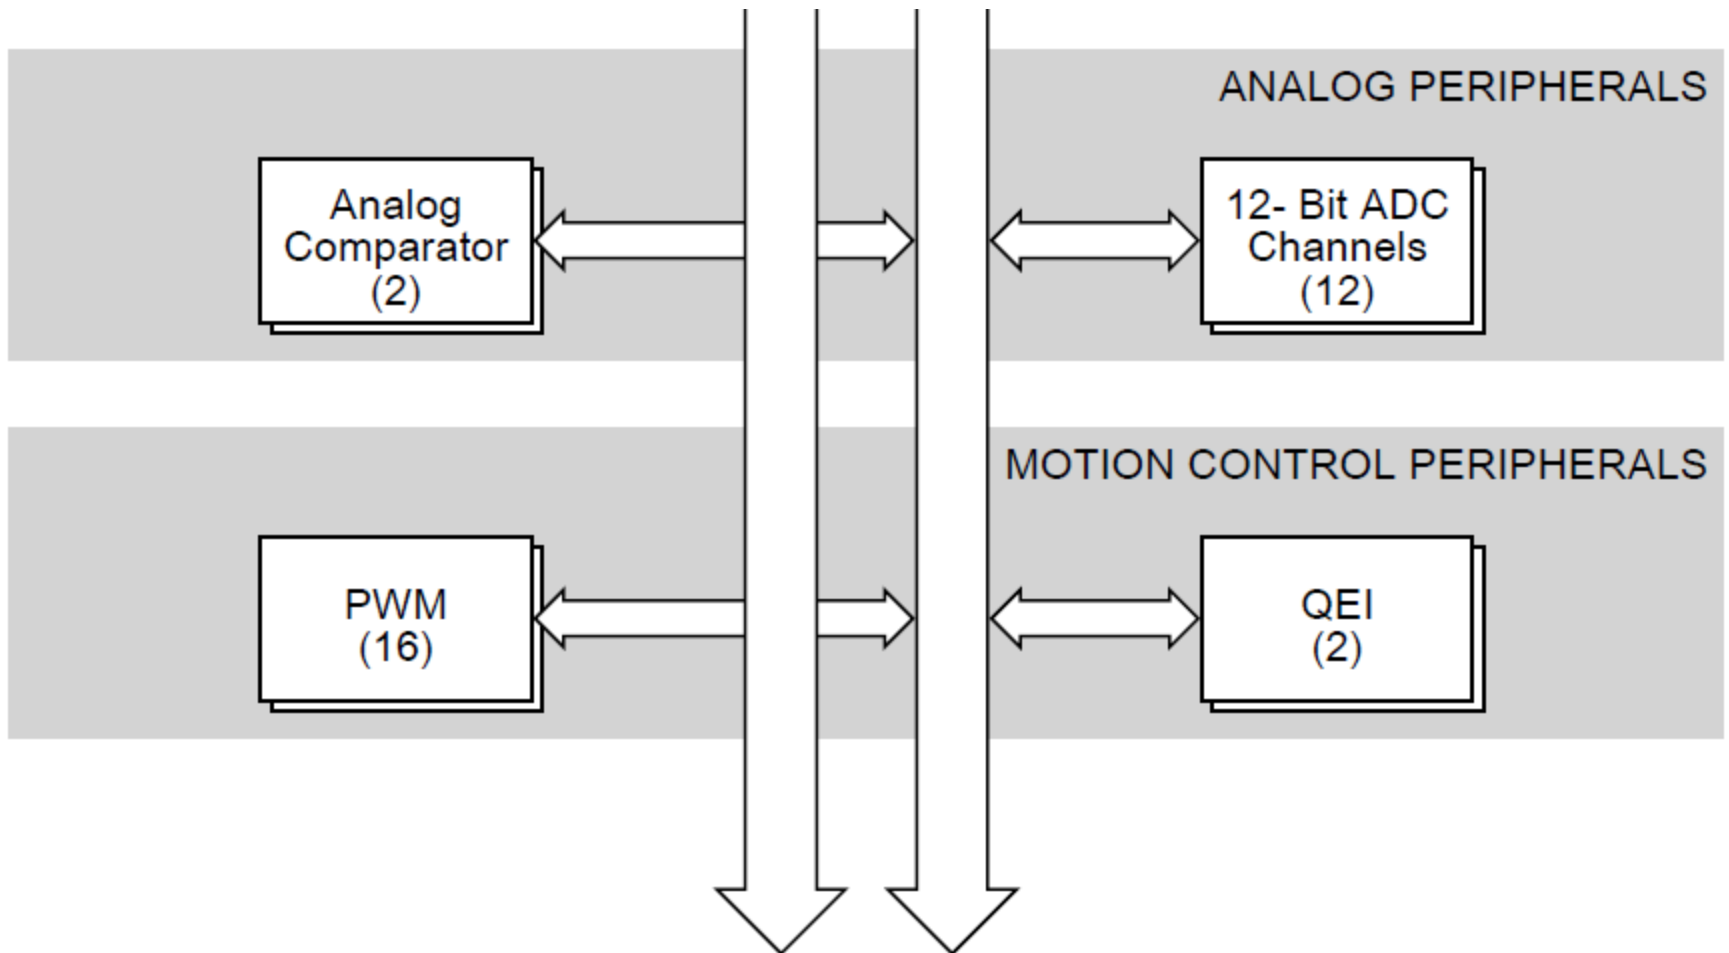 ANALOG PERIPHERALS
Analog
Comparator
(2)
12- Bit ADC
Channels
(12)
MOTION CONTROL PERIPHERALS
PWM
(16)
QEI
(2)